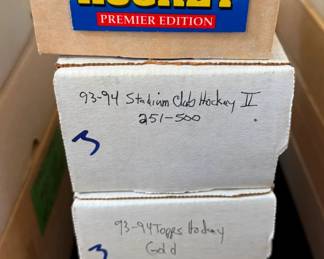 HOCKEY
PREMIER EDITION
93-94 Stadium Club Hockey II
251-500
3
93-94 Topps Hockey
Gold
3